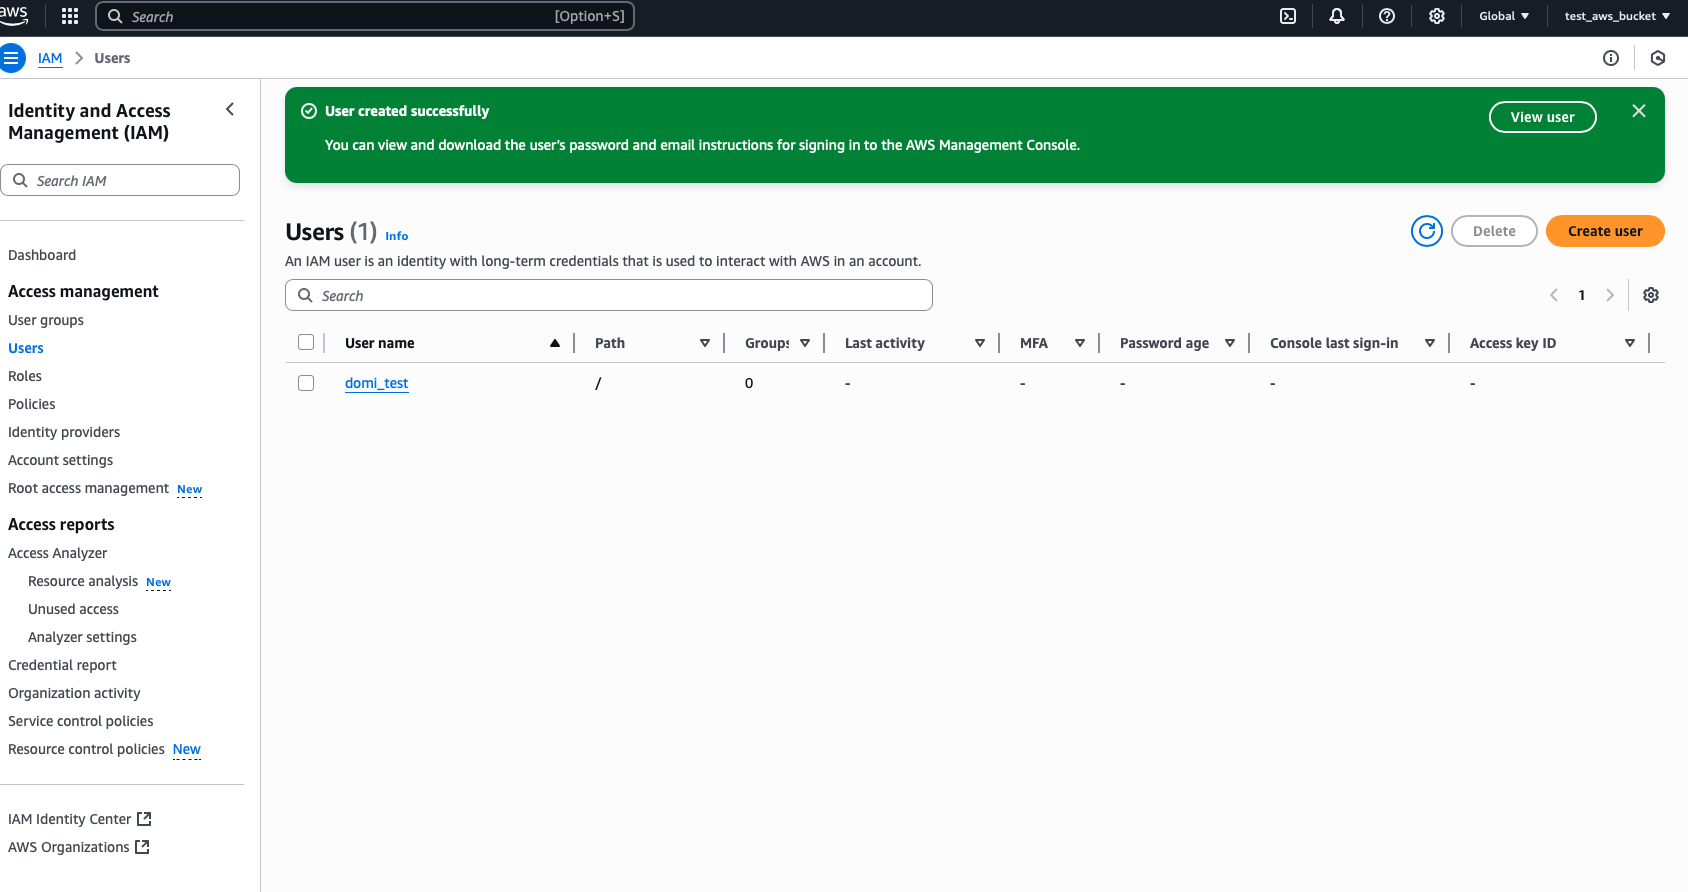 aws
Search [Option+S] Global test_aws_bucket
IAM Users
Identity and Access
Management (IAM)
Search IAM
Dashboard
Access management
User groups
Users
Roles
Policies
Identity providers
Account settings
Root access management New
Access reports
Access Analyzer
Resource analysis New
Unused access
Analyzer settings
Credential report
Organization activity
Service control policies
Resource control policies New
IAM Identity Center
AWS Organizations
User created successfully
View user
You can view and download the user's password and email instructions for signing in to the AWS Management Console.
Users (1) Info
Delete Create user
An IAM user is an identity with long-term credentials that is used to interact with AWS in an account.
Search
1
User name Path Groups Last activity MFA Password age Console last sign-in Access key ID
domi_test / 0 - - - - -